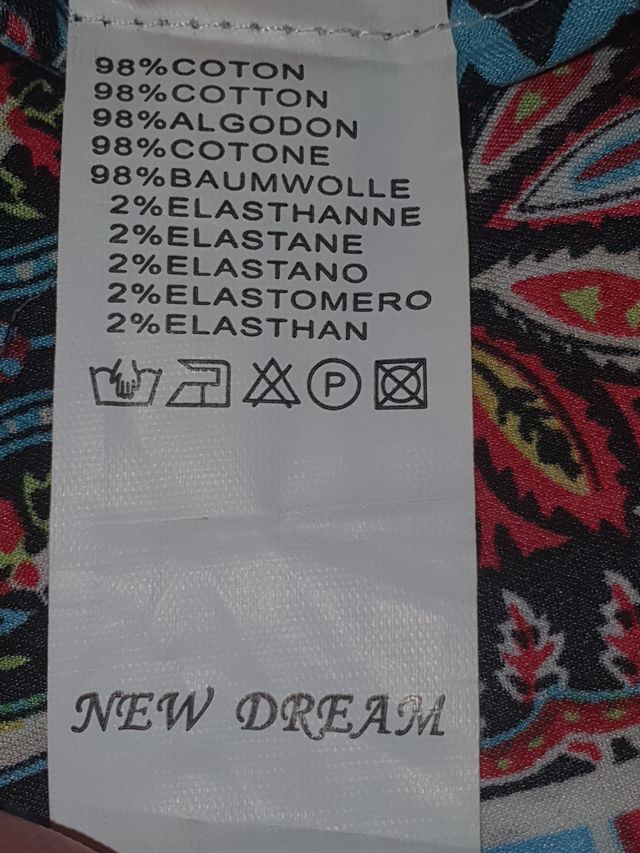 98%COTON
98%COTTON
98%ALGODON
98%COTONE
98%BAUMWOLLE
2%ELASTHANNE
2%ELASTANE
2%ELASTANO
2%ELASTOMERO
2%ELASTHAN
P
NEW DREAM